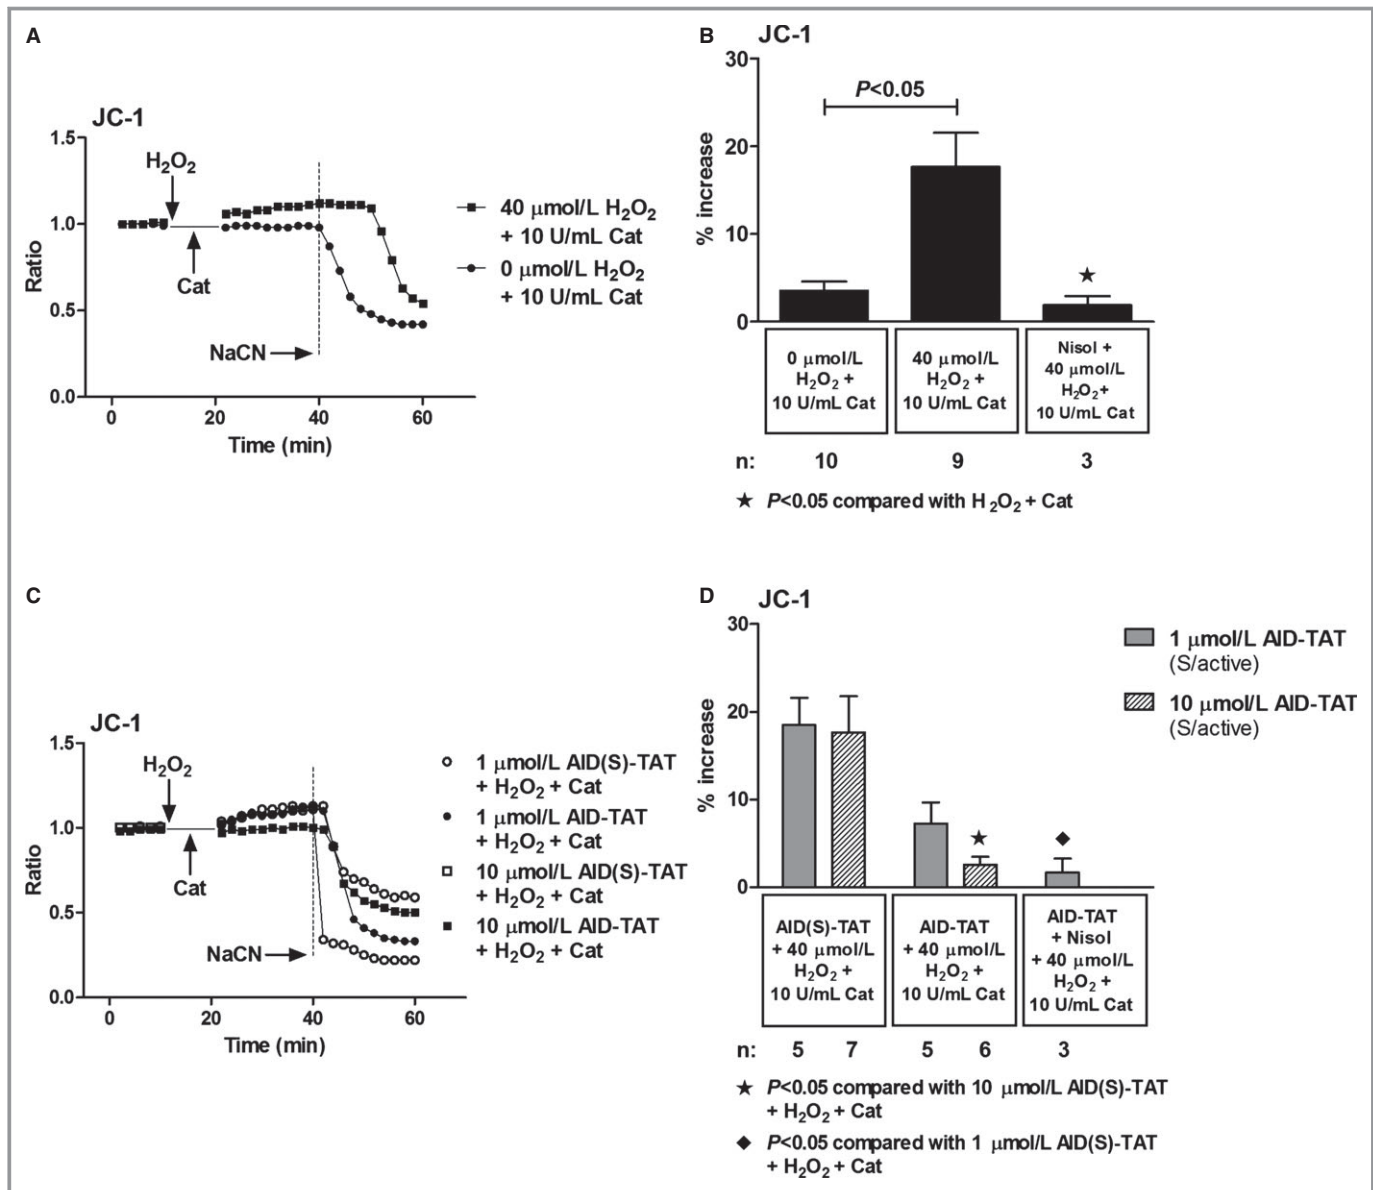 A
JC-1
1.5
1.0
0.5
0.0
Ratio
H2O2
Cat
NaCN
0 20 40 60
Time (min)
40 μmol/L H2O2
+ 10 U/mL Cat
0 μmol/L H2O2
+ 10 U/mL Cat
B
JC-1
30
20
10
0
% increase
P<0.05
★
0 μmol/L
H2O2 +
10 U/mL Cat
40 μmol/L
H2O2 +
10 U/mL Cat
Nisol +
40 μmol/L
H2O2+
10 U/mL Cat
n: 10 9 3
★ P<0.05 compared with H2O2 + Cat
C
JC-1
1.5
1.0
0.5
0.0
Ratio
H2O2
Cat
NaCN
0 20 40 60
Time (min)
1 μmol/L AID(S)-TAT
+ H2O2 + Cat
1 μmol/L AID-TAT
+ H2O2 + Cat
10 μmol/L AID(S)-TAT
+ H2O2 + Cat
10 μmol/L AID-TAT
+ H2O2 + Cat
D
JC-1
30
20
10
0
% increase
1 μmol/L AID-TAT
(S/active)
10 μmol/L AID-TAT
(S/active)
★ ◆
AID(S)-TAT
+ 40 μmol/L
H2O2 +
10 U/mL Cat
AID-TAT
+ 40 μmol/L
H2O2 +
10 U/mL Cat
AID-TAT
+ Nisol
+ 40 μmol/L
H2O2 +
10 U/mL Cat
n: 5 7 5 6 3
★ P<0.05 compared with 10 μmol/L AID(S)-TAT
+ H2O2 + Cat
◆ P<0.05 compared with 1 μmol/L AID(S)-TAT
+ H2O2 + Cat